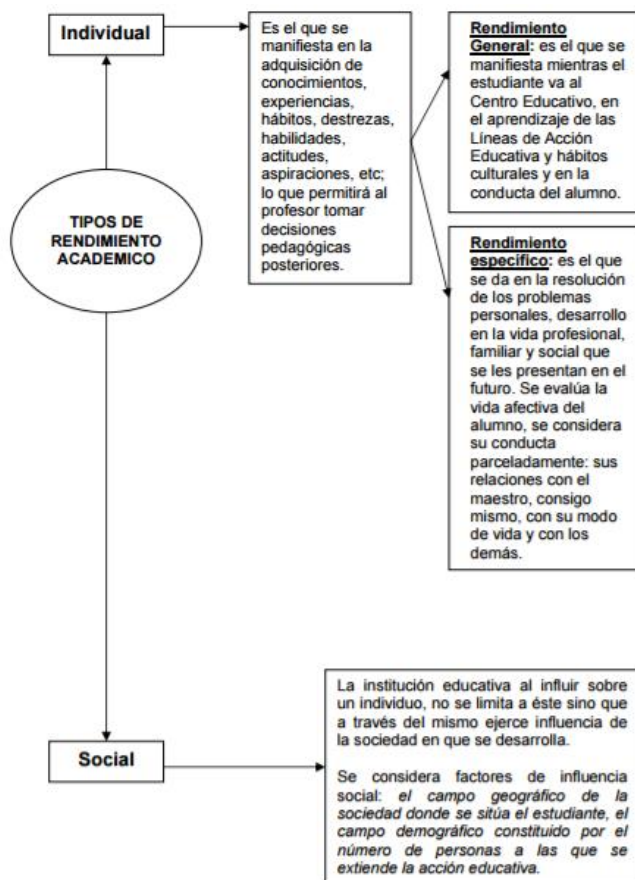 Individual
Es el que se
manifiesta en la
adquisición de
conocimientos,
experiencias,
hábitos, destrezas,
habilidades,
actitudes,
aspiraciones, etc;
lo que permitirá al
profesor tomar
decisiones
pedagógicas
posteriores.
Rendimiento
General: es el que se
manifiesta mientras el
estudiante va al
Centro Educativo, en
el aprendizaje de las
Líneas de Acción
Educativa y hábitos
culturales y en la
conducta del alumno.
TIPOS DE
RENDIMIENTO
ACADEMICO
Rendimiento
específico: es el que
se da en la resolución
de los problemas
personales, desarrollo
en la vida profesional,
familiar y social que
se les presentan en el
futuro. Se evalúa la
vida afectiva del
alumno, se considera
su conducta
parceladamente: sus
relaciones con el
maestro, consigo
mismo, con su modo
de vida y con los
demás.
Social
La institución educativa al influir sobre
un individuo, no se limita a éste sino que
a través del mismo ejerce influencia de
la sociedad en que se desarrolla.
Se considera factores de influencia
social: el campo geográfico de la
sociedad donde se sitúa el estudiante, el
campo demográfico constituido por el
número de personas a las que se
extiende la acción educativa.